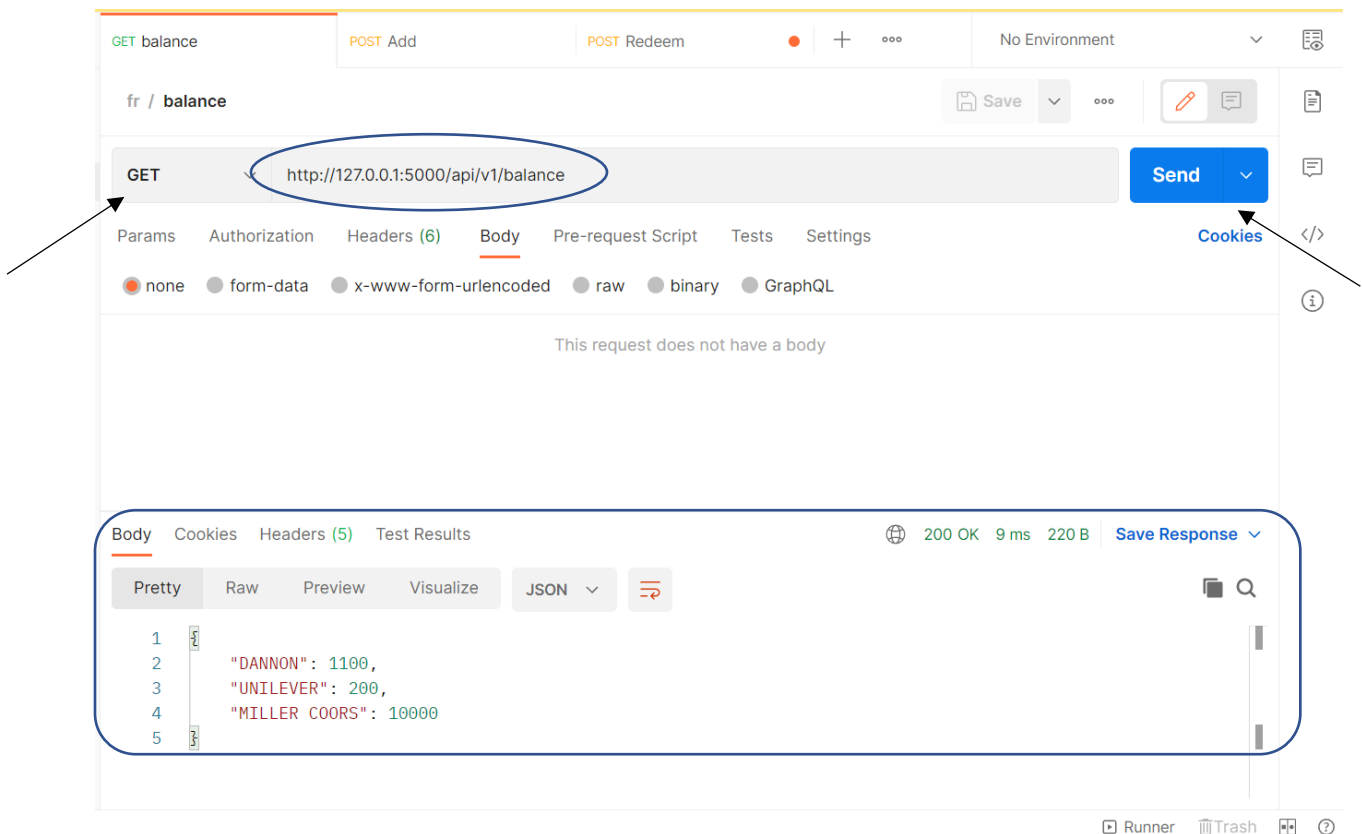 GET balance POST Add POST Redeem No Environment
fr / balance Save
GET http://127.0.0.1:5000/api/v1/balance Send
Params Authorization Headers (6) Body Pre-request Script Tests Settings Cookies </>
none form-data x-www-form-urlencoded raw binary GraphQL
This request does not have a body
Body Cookies Headers (5) Test Results 200 OK 9 ms 220 B Save Response
Pretty Raw Preview Visualize JSON
1 {
2 "DANNON": 1100,
3 "UNILEVER": 200,
4 "MILLER COORS": 10000
5 }
Runner Trash